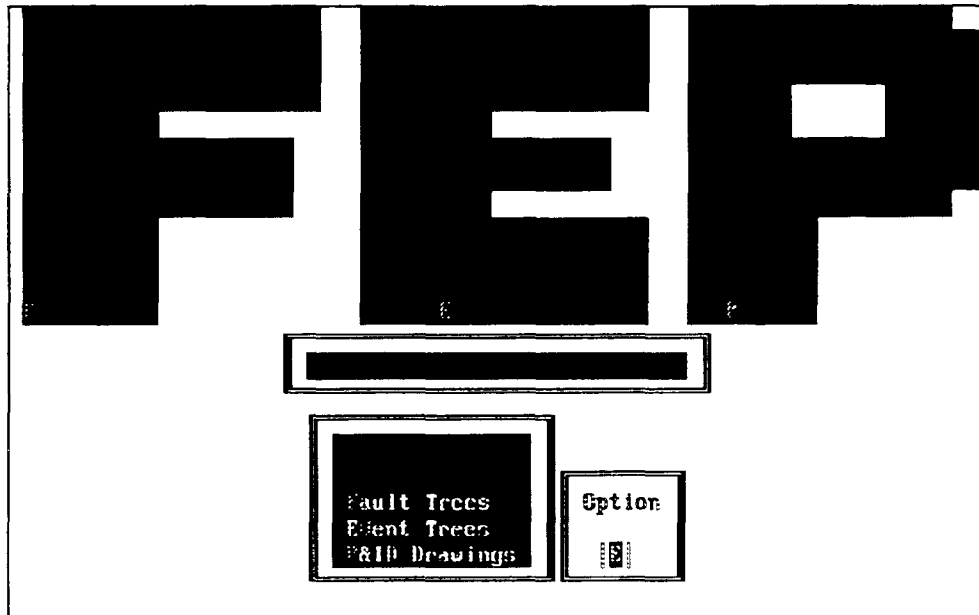 FEP
F E P
Fault Trees
Event Trees
P&ID Drawings
Option